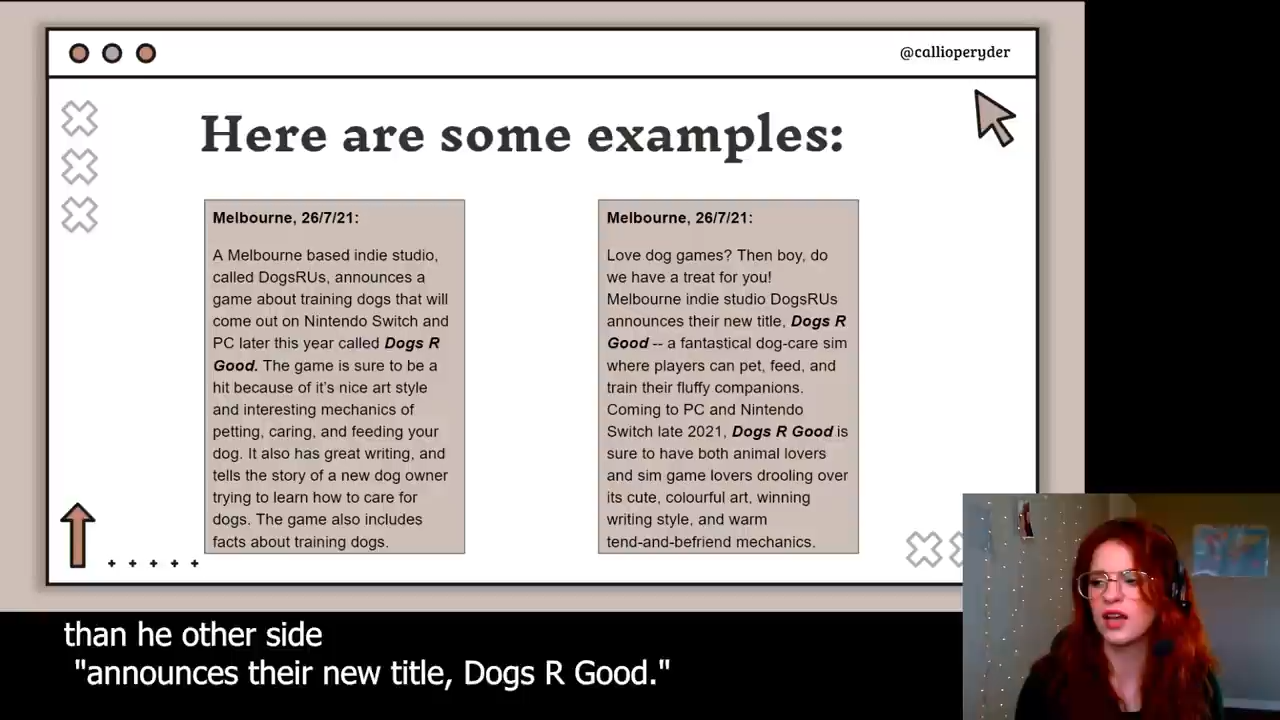 @callioperyder
Here are some examples:
Melbourne, 26/7/21:
A Melbourne based indie studio,
called DogsRUs, announces a
game about training dogs that will
come out on Nintendo Switch and
PC later this year called Dogs R
Good. The game is sure to be a
hit because of it's nice art style
and interesting mechanics of
petting, caring, and feeding your
dog. It also has great writing, and
tells the story of a new dog owner
trying to learn how to care for
dogs. The game also includes
facts about training dogs.
Melbourne, 26/7/21:
Love dog games? Then boy, do
we have a treat for you!
Melbourne indie studio DogsRUs
announces their new title, Dogs R
Good -- a fantastical dog-care sim
where players can pet, feed, and
train their fluffy companions.
Coming to PC and Nintendo
Switch late 2021, Dogs R Good is
sure to have both animal lovers
and sim game lovers drooling over
its cute, colourful art, winning
writing style, and warm
tend-and-befriend mechanics.
than he other side
"announces their new title, Dogs R Good."